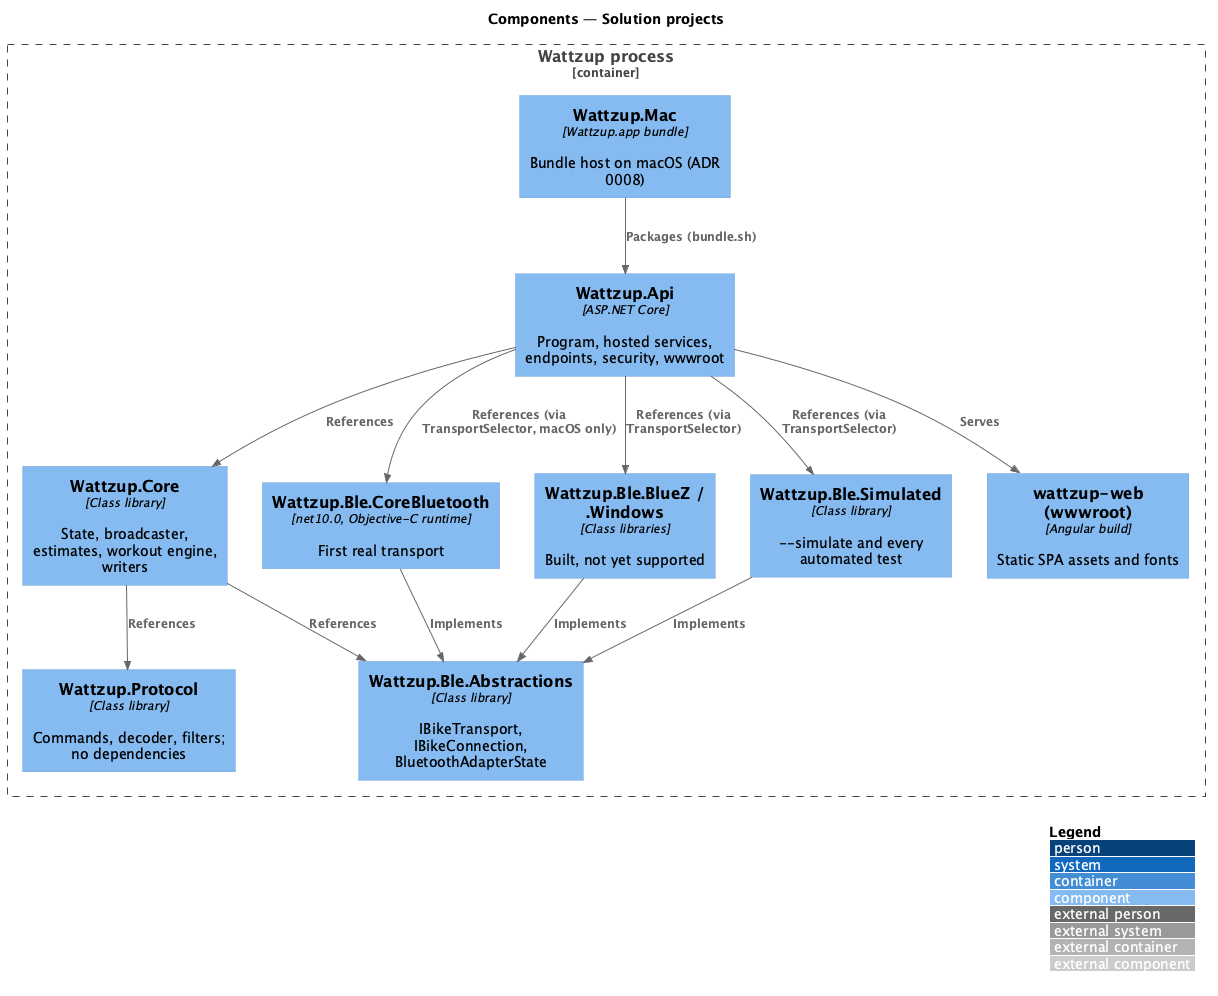 Components — Solution projects
Wattzup process
[container]
Wattzup.Mac
[Wattzup.app bundle]
Bundle host on macOS (ADR
0008)
Packages (bundle.sh)
Wattzup.Api
[ASP.NET Core]
Program, hosted services,
endpoints, security, wwwroot
References
References (via
TransportSelector, macOS only)
References (via
TransportSelector)
References (via
TransportSelector)
Serves
Wattzup.Core
[Class library]
State, broadcaster,
estimates, workout engine,
writers
Wattzup.Ble.CoreBluetooth
[net10.0, Objective-C runtime]
First real transport
Wattzup.Ble.BlueZ /
.Windows
[Class libraries]
Built, not yet supported
Wattzup.Ble.Simulated
[Class library]
--simulate and every
automated test
wattzup-web
(wwwroot)
[Angular build]
Static SPA assets and fonts
References
References
Implements
Implements
Implements
Wattzup.Protocol
[Class library]
Commands, decoder, filters;
no dependencies
Wattzup.Ble.Abstractions
[Class library]
IBikeTransport,
IBikeConnection,
BluetoothAdapterState
Legend
person
system
container
component
external person
external system
external container
external component